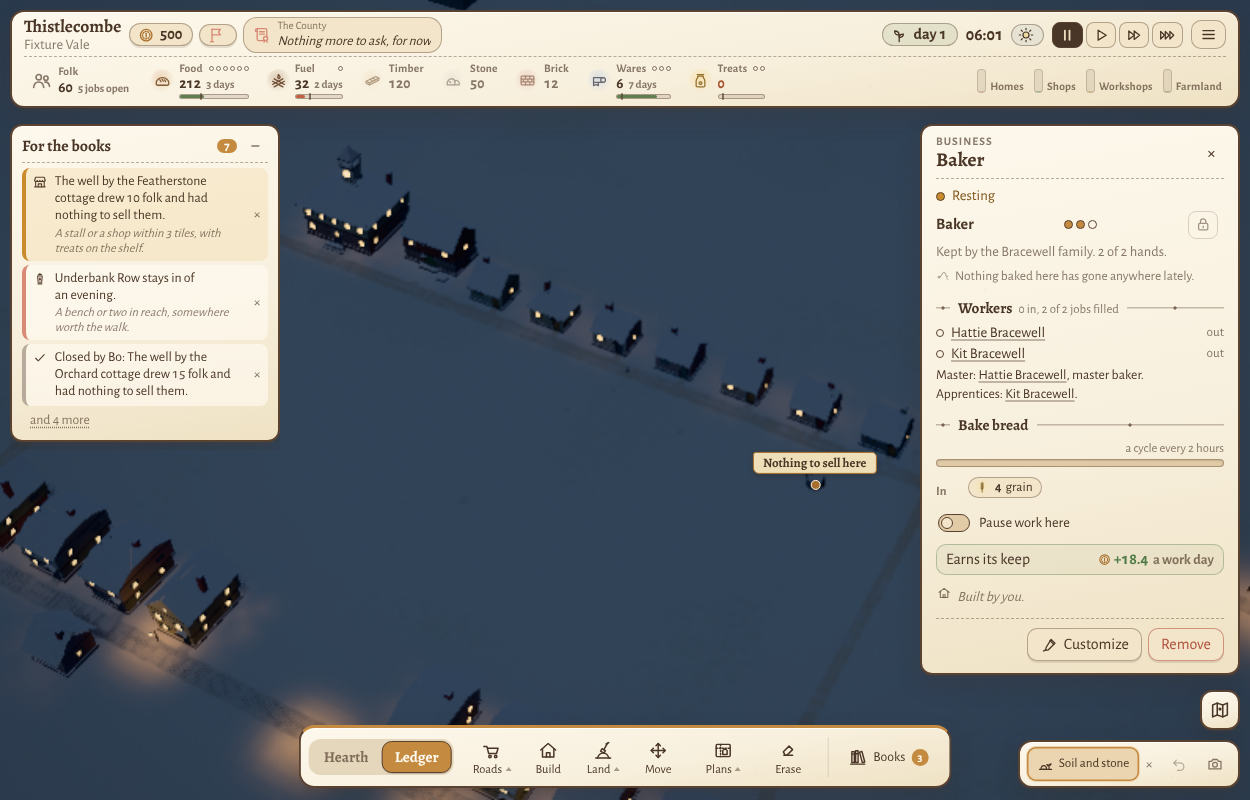 Thistlecombe
Fixture Vale
500
The County
Nothing more to ask, for now
day 1
06:01
Folk
60 5 jobs open
Food
212 3 days
Fuel
32 2 days
Timber
120
Stone
50
Brick
12
Wares
6 7 days
Treats
0
Homes
Shops
Workshops
Farmland
For the books
7
The well by the Featherstone
cottage drew 10 folk and had
nothing to sell them.
A stall or a shop within 3 tiles, with
treats on the shelf.
Underbank Row stays in of
an evening.
A bench or two in reach, somewhere
worth the walk.
Closed by Bo: The well by the
Orchard cottage drew 15 folk and
had nothing to sell them.
and 4 more
Nothing to sell here
BUSINESS
Baker
Resting
Baker
Kept by the Bracewell family. 2 of 2 hands.
Nothing baked here has gone anywhere lately.
Workers 0 in, 2 of 2 jobs filled
Hattie Bracewell out
Kit Bracewell out
Master: Hattie Bracewell, master baker.
Apprentices: Kit Bracewell.
Bake bread
a cycle every 2 hours
In 4 grain
Pause work here
Earns its keep +18.4 a work day
Built by you.
Customize Remove
Hearth
Ledger
Roads
Build
Land
Move
Plans
Erase
Books 3
Soil and stone